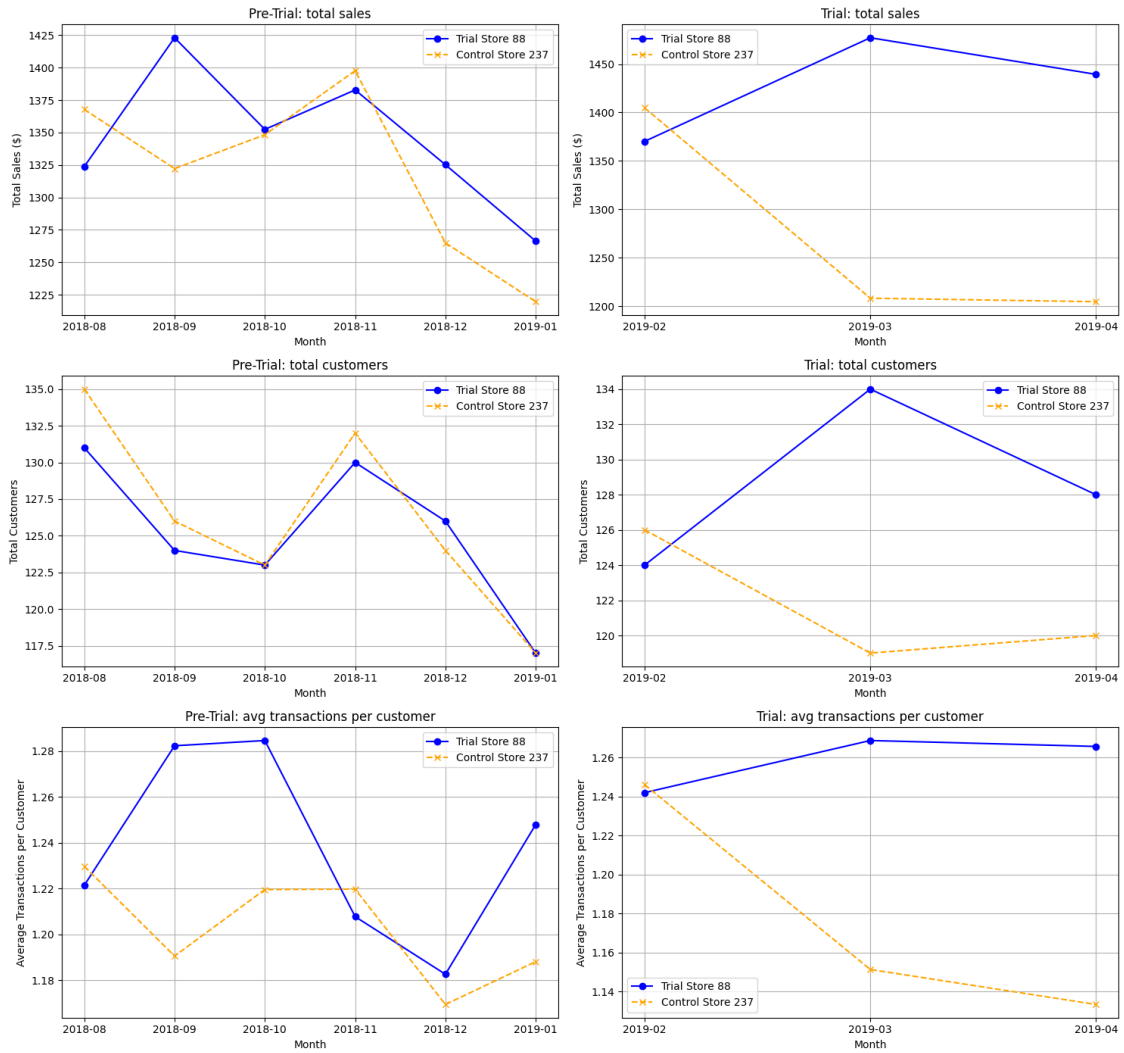 Pre-Trial: total sales
Total Sales ($)
1425
1400
1375
1350
1325
1300
1275
1250
1225
Trial Store 88
Control Store 237
2018-08 2018-09 2018-10 2018-11 2018-12 2019-01
Month
Trial: total sales
Total Sales ($)
1450
1400
1350
1300
1250
1200
Trial Store 88
Control Store 237
2019-02 2019-03 2019-04
Month
Pre-Trial: total customers
Total Customers
135.0
132.5
130.0
127.5
125.0
122.5
120.0
117.5
Trial Store 88
Control Store 237
2018-08 2018-09 2018-10 2018-11 2018-12 2019-01
Month
Trial: total customers
Total Customers
134
132
130
128
126
124
122
120
Trial Store 88
Control Store 237
2019-02 2019-03 2019-04
Month
Pre-Trial: avg transactions per customer
Average Transactions per Customer
1.28
1.26
1.24
1.22
1.20
1.18
Trial Store 88
Control Store 237
2018-08 2018-09 2018-10 2018-11 2018-12 2019-01
Month
Trial: avg transactions per customer
Average Transactions per Customer
1.26
1.24
1.22
1.20
1.18
1.16
1.14
Trial Store 88
Control Store 237
2019-02 2019-03 2019-04
Month